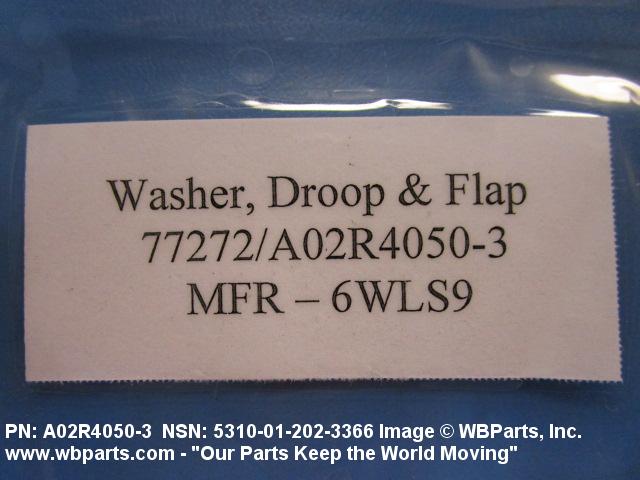 Washer, Droop & Flap
77272/A02R4050-3
MFR – 6WLS9
PN: A02R4050-3 NSN: 5310-01-202-3366 Image © WBParts, Inc.
www.wbparts.com - "Our Parts Keep the World Moving"